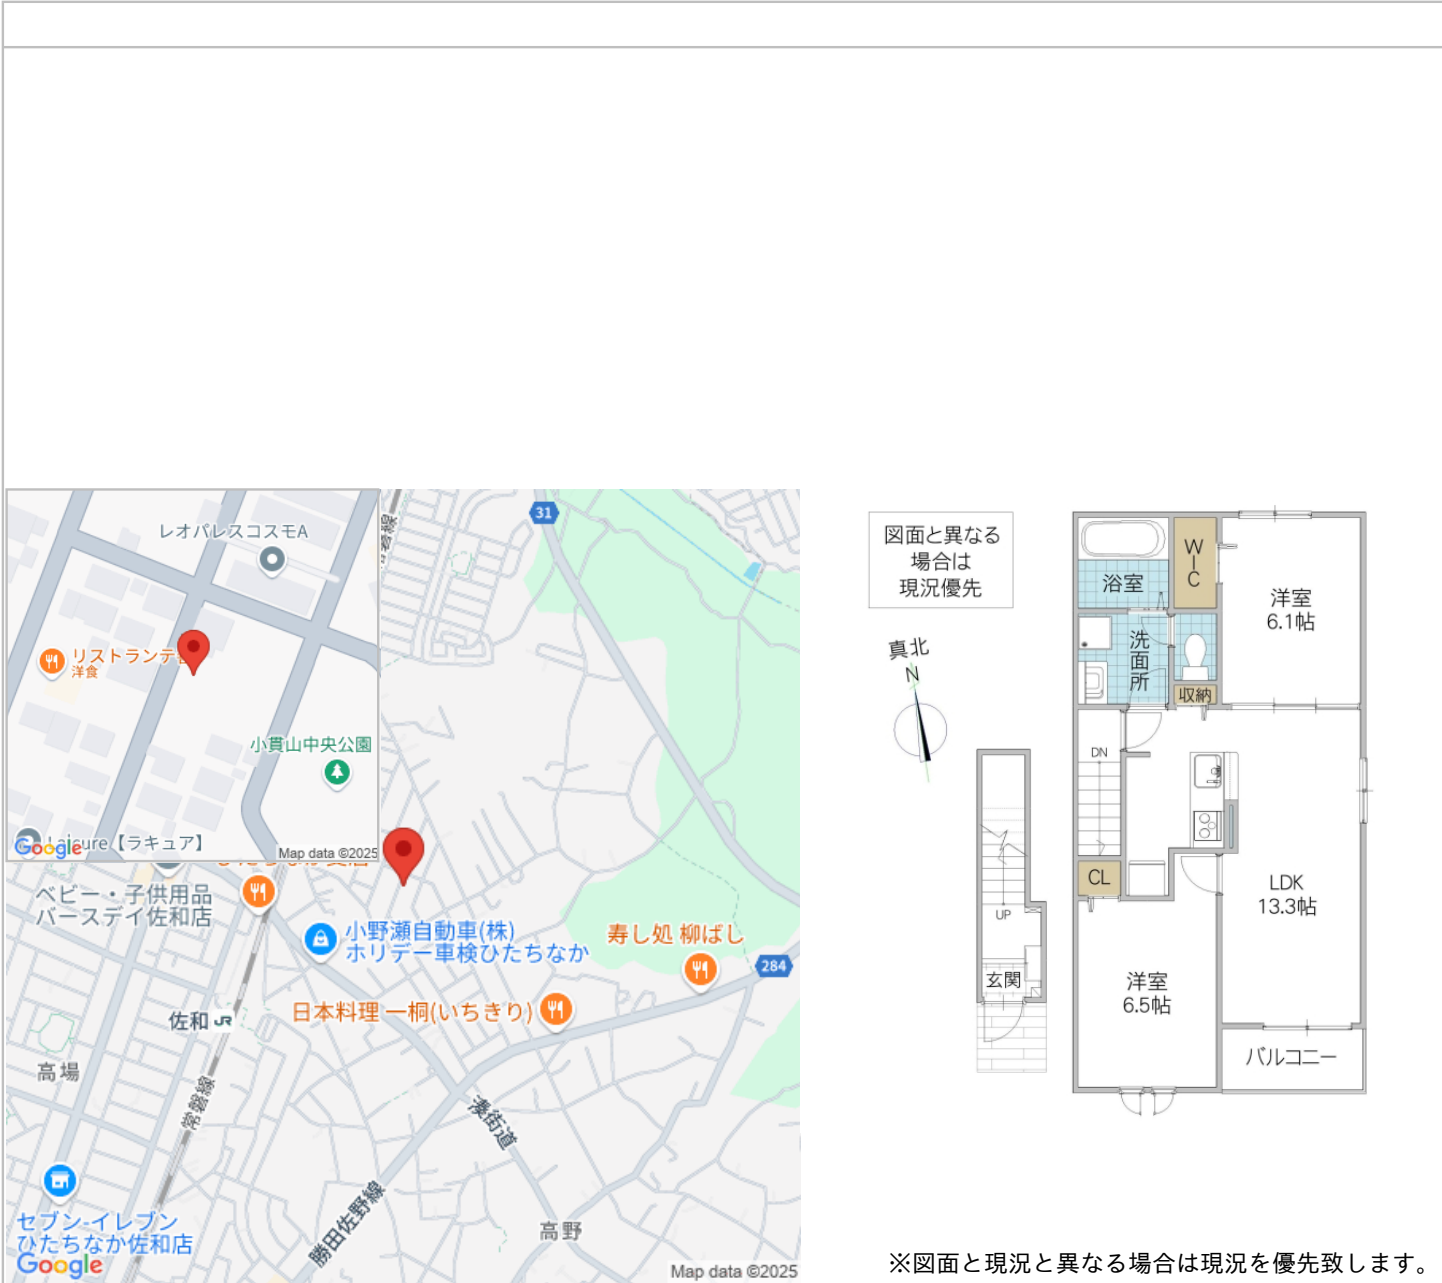 レオパレスコスモA
リストランテ
洋食
小貫山中央公園
Laicure【ラキュア】
Google
Map data ©2025
31
常磐線
ベビー・子供用品
バースデイ佐和店
小野瀬自動車(株)
ホリデー車検ひたちなか
寿し処 柳ばし
284
日本料理 一桐(いちきり)
佐和 JR
高場
常磐線
湊街道
勝田佐野線
高野
セブン-イレブン
ひたちなか佐和店
Google
Map data ©2025
図面と異なる
場合は
現況優先
真北
N
UP
玄関
浴室
W-C
洋室
6.1帖
洗面所
収納
DN
CL
LDK
13.3帖
洋室
6.5帖
バルコニー
※図面と現況と異なる場合は現況を優先致します。